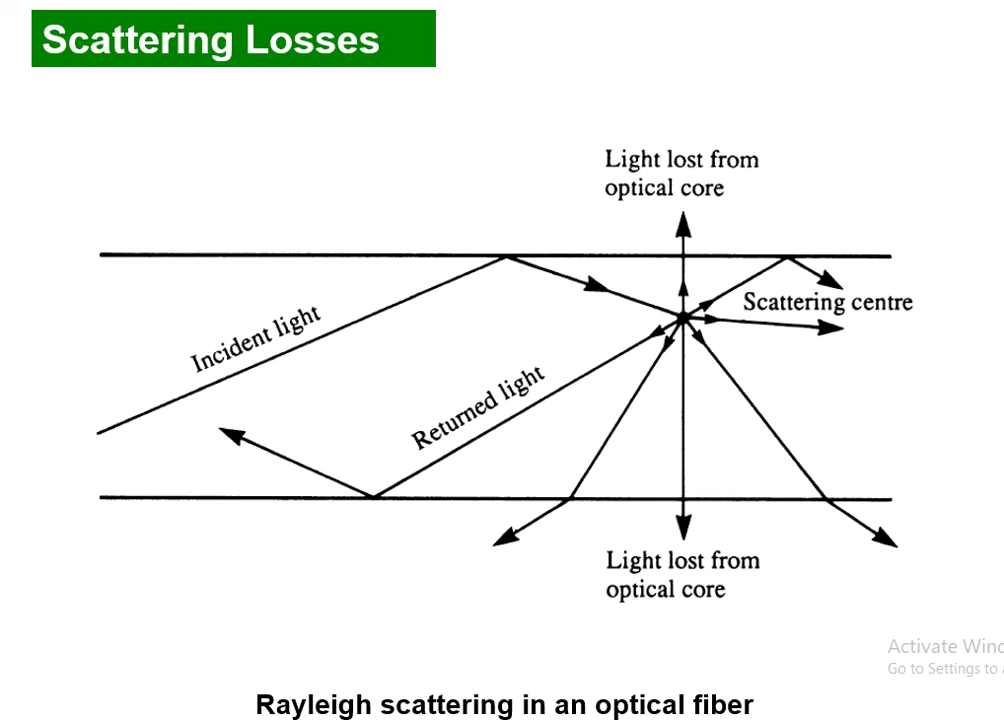 Scattering Losses
Light lost from
optical core
Incident light
Scattering centre
Returned light
Light lost from
optical core
Activate Winc
Go to Settings to
Rayleigh scattering in an optical fiber